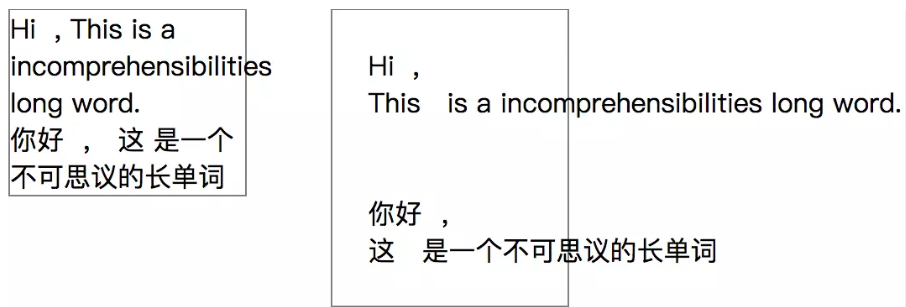 Hi ，This is a
incomprehensibilities
long word.
你好 ， 这 是一个
不可思议的长单词
Hi ，
This   is a incomprehensibilities long word.
你好 ，
这   是一个不可思议的长单词